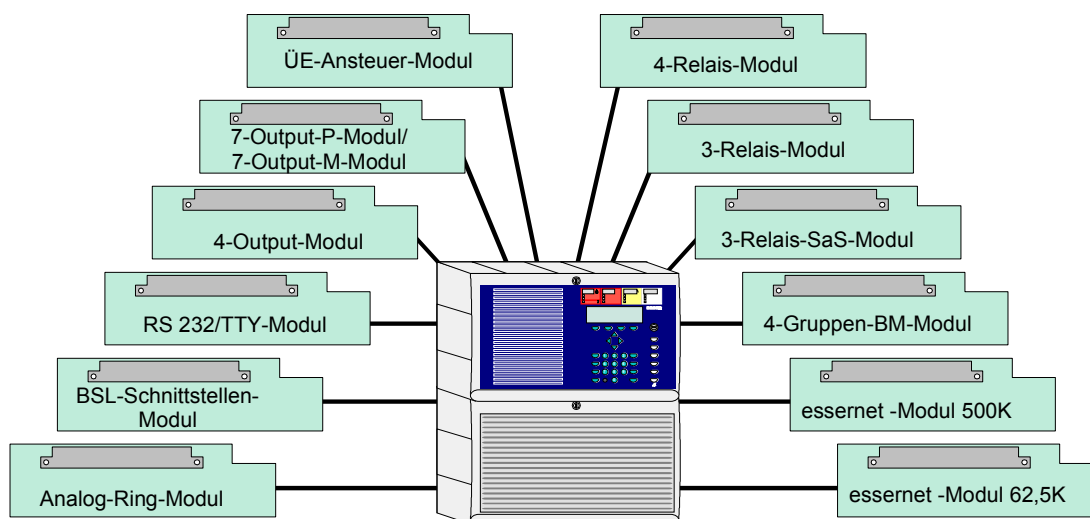 ÜE-Ansteuer-Modul
4-Relais-Modul
7-Output-P-Modul/
7-Output-M-Modul
3-Relais-Modul
4-Output-Modul
3-Relais-SaS-Modul
RS 232/TTY-Modul
4-Gruppen-BM-Modul
BSL-Schnittstellen-
Modul
essernet -Modul 500K
Analog-Ring-Modul
essernet -Modul 62,5K